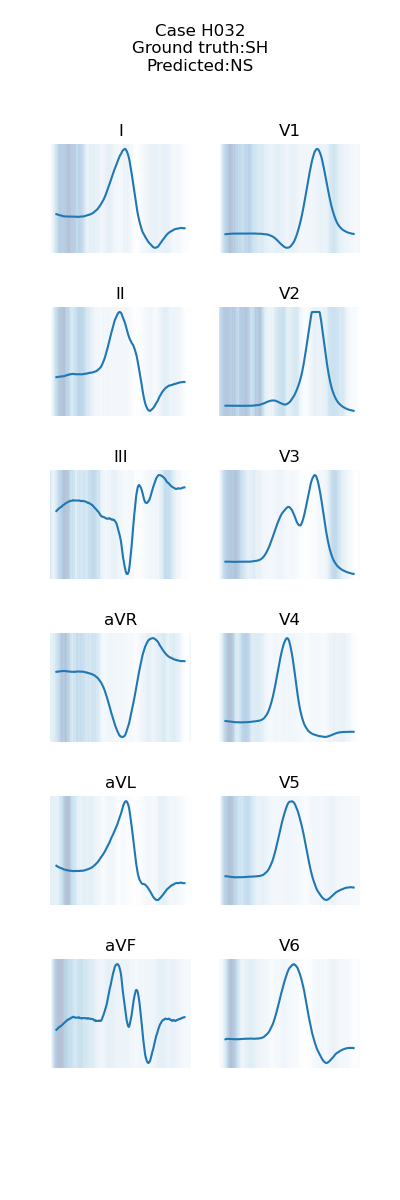 Case H032
Ground truth:SH
Predicted:NS
I
V1
II
V2
III
V3
aVR
V4
aVL
V5
aVF
V6